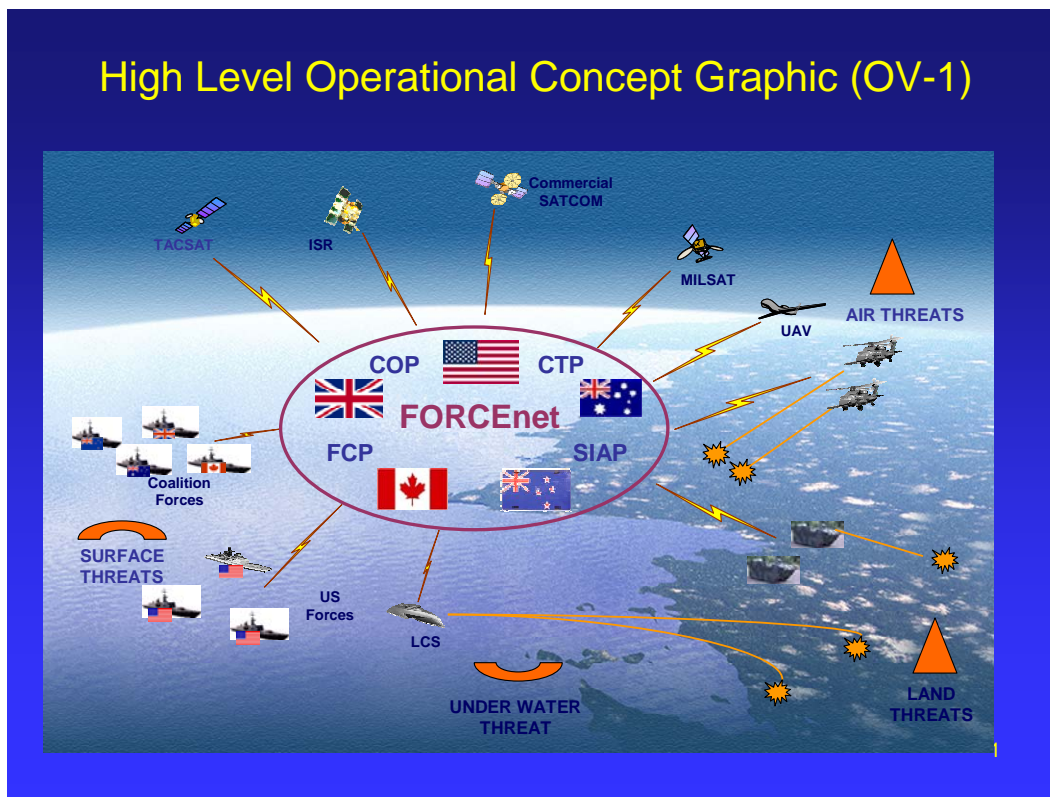 High Level Operational Concept Graphic (OV-1)
Commercial
SATCOM
TACSAT
ISR
MILSAT
AIR THREATS
UAV
COP
CTP
FORCEnet
FCP
SIAP
Coalition
Forces
SURFACE
THREATS
US
Forces
LCS
UNDER WATER
THREAT
LAND
THREATS
1